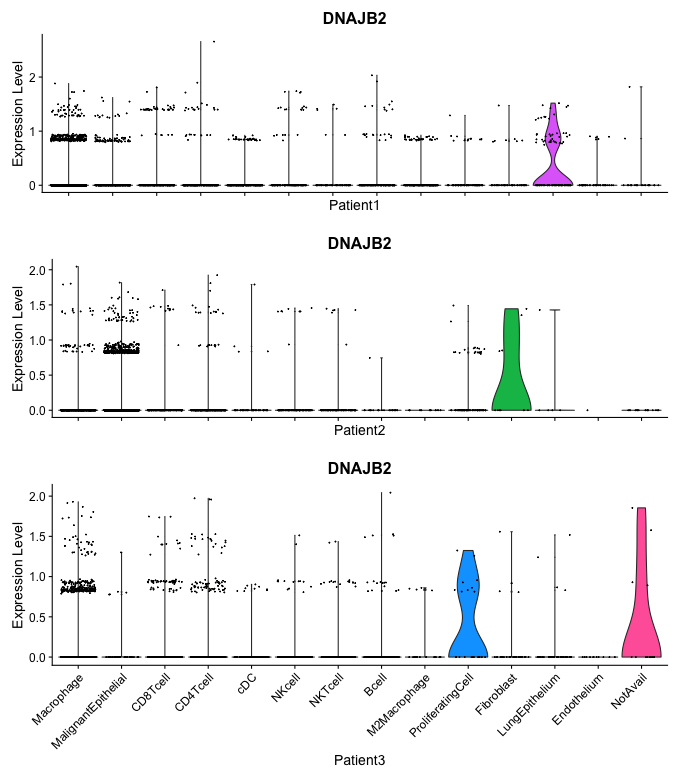 DNAJB2
Expression Level
2
1
0
Patient1
DNAJB2
Expression Level
2.0
1.5
1.0
0.5
0.0
Patient2
DNAJB2
Expression Level
2.0
1.5
1.0
0.5
0.0
Macrophage
MalignantEpithelial
CD8Tcell
CD4Tcell
cDC
NKcell
NKTcell
Bcell
M2Macrophage
ProliferatingCell
Fibroblast
LungEpithelium
Endothelium
NotAvail
Patient3